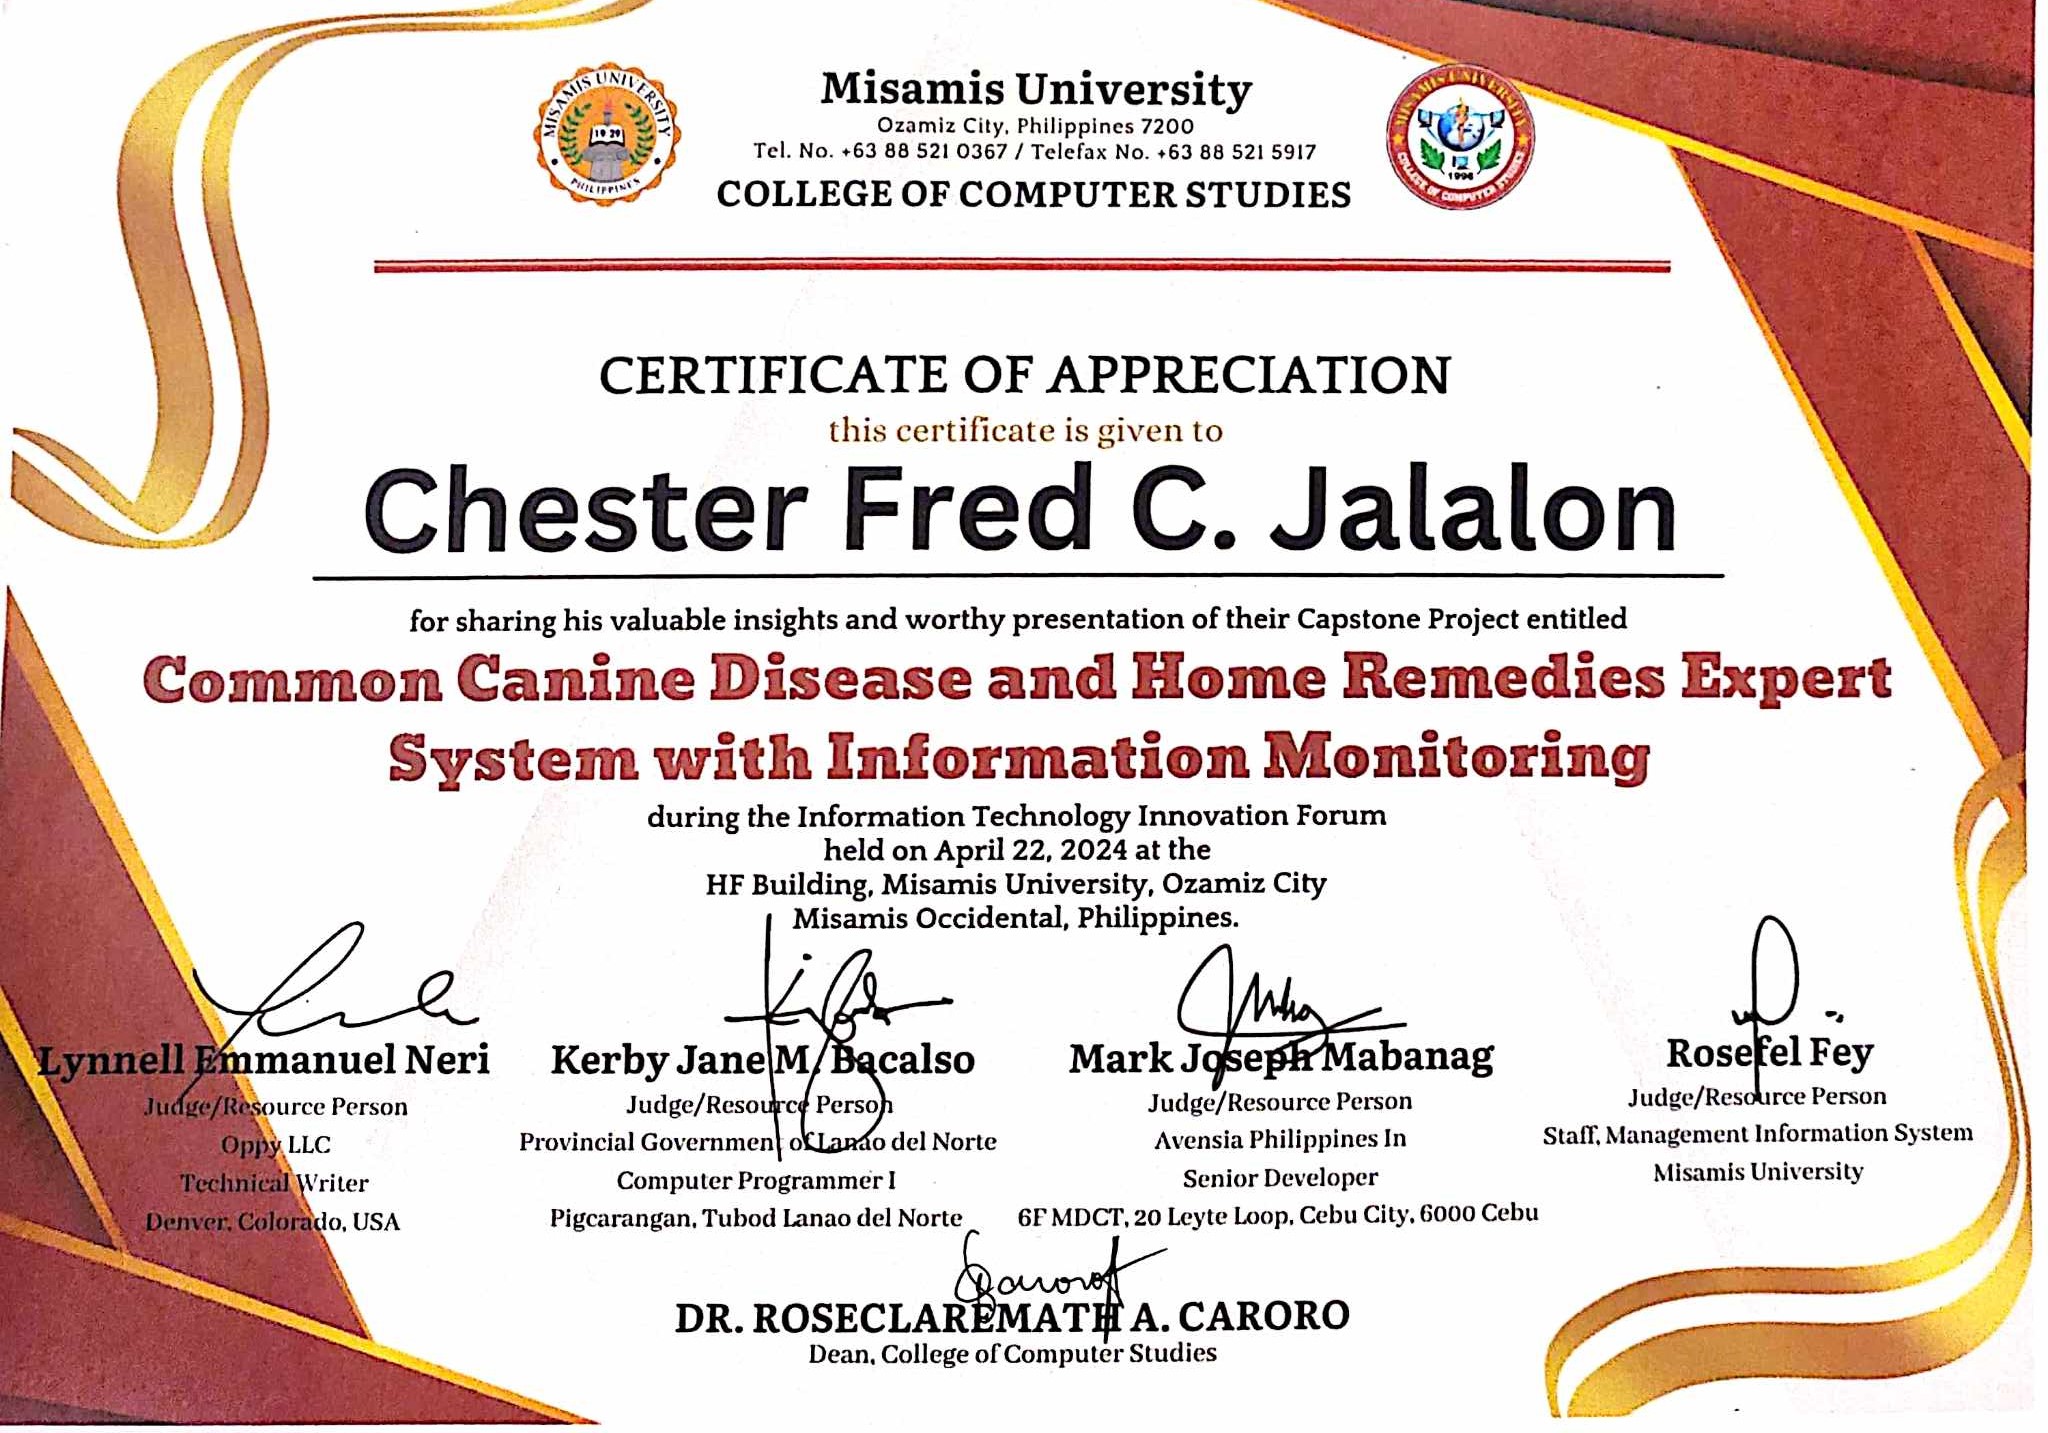 MISAMIS UNIVERSITY
19 29
PHILIPPINES
Misamis University
Ozamiz City, Philippines 7200
Tel. No. +63 88 521 0367 / Telefax No. +63 88 521 5917
COLLEGE OF COMPUTER STUDIES
MISAMIS UNIVERSITY
COLLEGE OF COMPUTER STUDIES
CERTIFICATE OF APPRECIATION
this certificate is given to
Chester Fred C. Jalalon
for sharing his valuable insights and worthy presentation of their Capstone Project entitled
Common Canine Disease and Home Remedies Expert
System with Information Monitoring
during the Information Technology Innovation Forum
held on April 22, 2024 at the
HF Building, Misamis University, Ozamiz City
Misamis Occidental, Philippines.
Lynnell Emmanuel Neri
Judge/Resource Person
Oppy LLC
Technical Writer
Denver, Colorado, USA
Kerby Jane M. Bacalso
Judge/Resource Person
Provincial Government of Lanao del Norte
Computer Programmer I
Pigcarangan, Tubod Lanao del Norte
Mark Joseph Mabanag
Judge/Resource Person
Avensia Philippines In
Senior Developer
6F MDCT, 20 Leyte Loop, Cebu City, 6000 Cebu
Rosefel Fey
Judge/Resource Person
Staff, Management Information System
Misamis University
DR. ROSECLAREMATH A. CARORO
Dean, College of Computer Studies